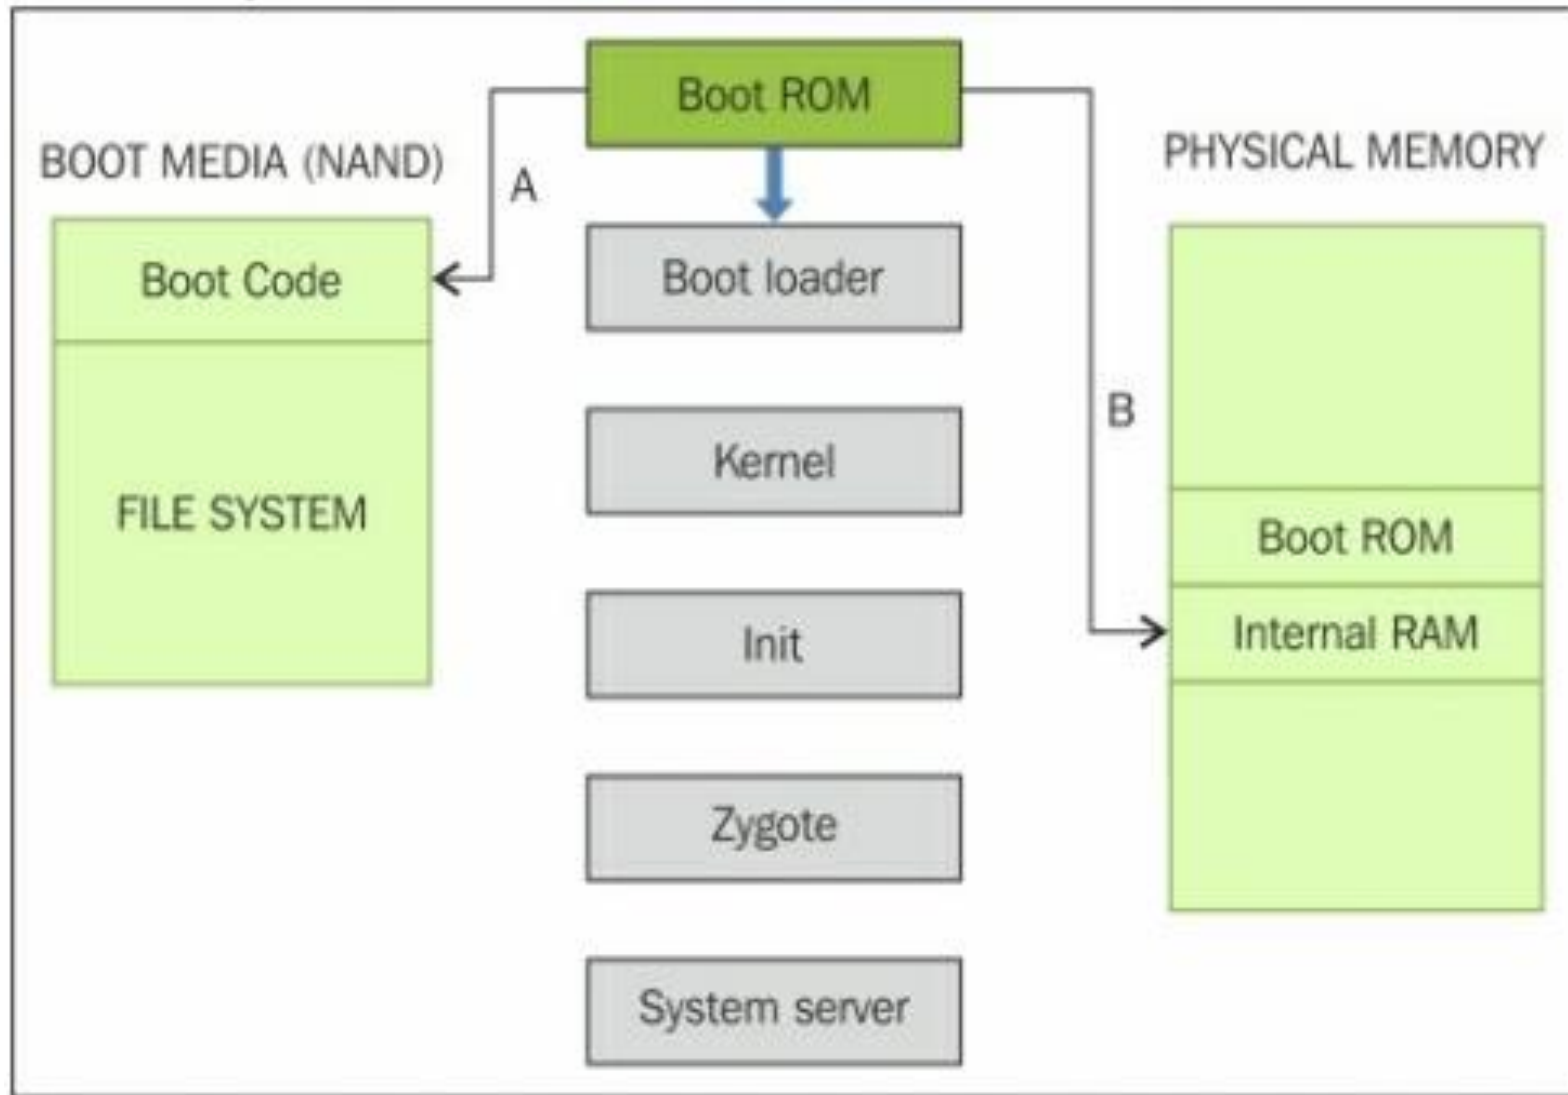 Boot ROM
BOOT MEDIA (NAND)
A
PHYSICAL MEMORY
Boot Code
Boot loader
B
Kernel
FILE SYSTEM
Boot ROM
Init
Internal RAM
Zygote
System server